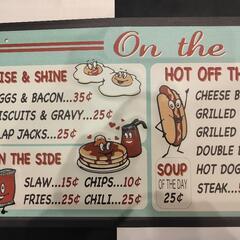 On the
ISE & SHINE
GGS & BACON...35¢
ISCUITS & GRAVY...25¢
LAP JACKS...25¢
N THE SIDE
SLAW...15¢ CHIPS...10¢
FRIES...25¢ CHILI...25¢
HOT OFF TH
CHEESE B
GRILLED
GRILLED
DOUBLE
HOT DOG
STEAK...
SOUP
OF THE DAY
25¢